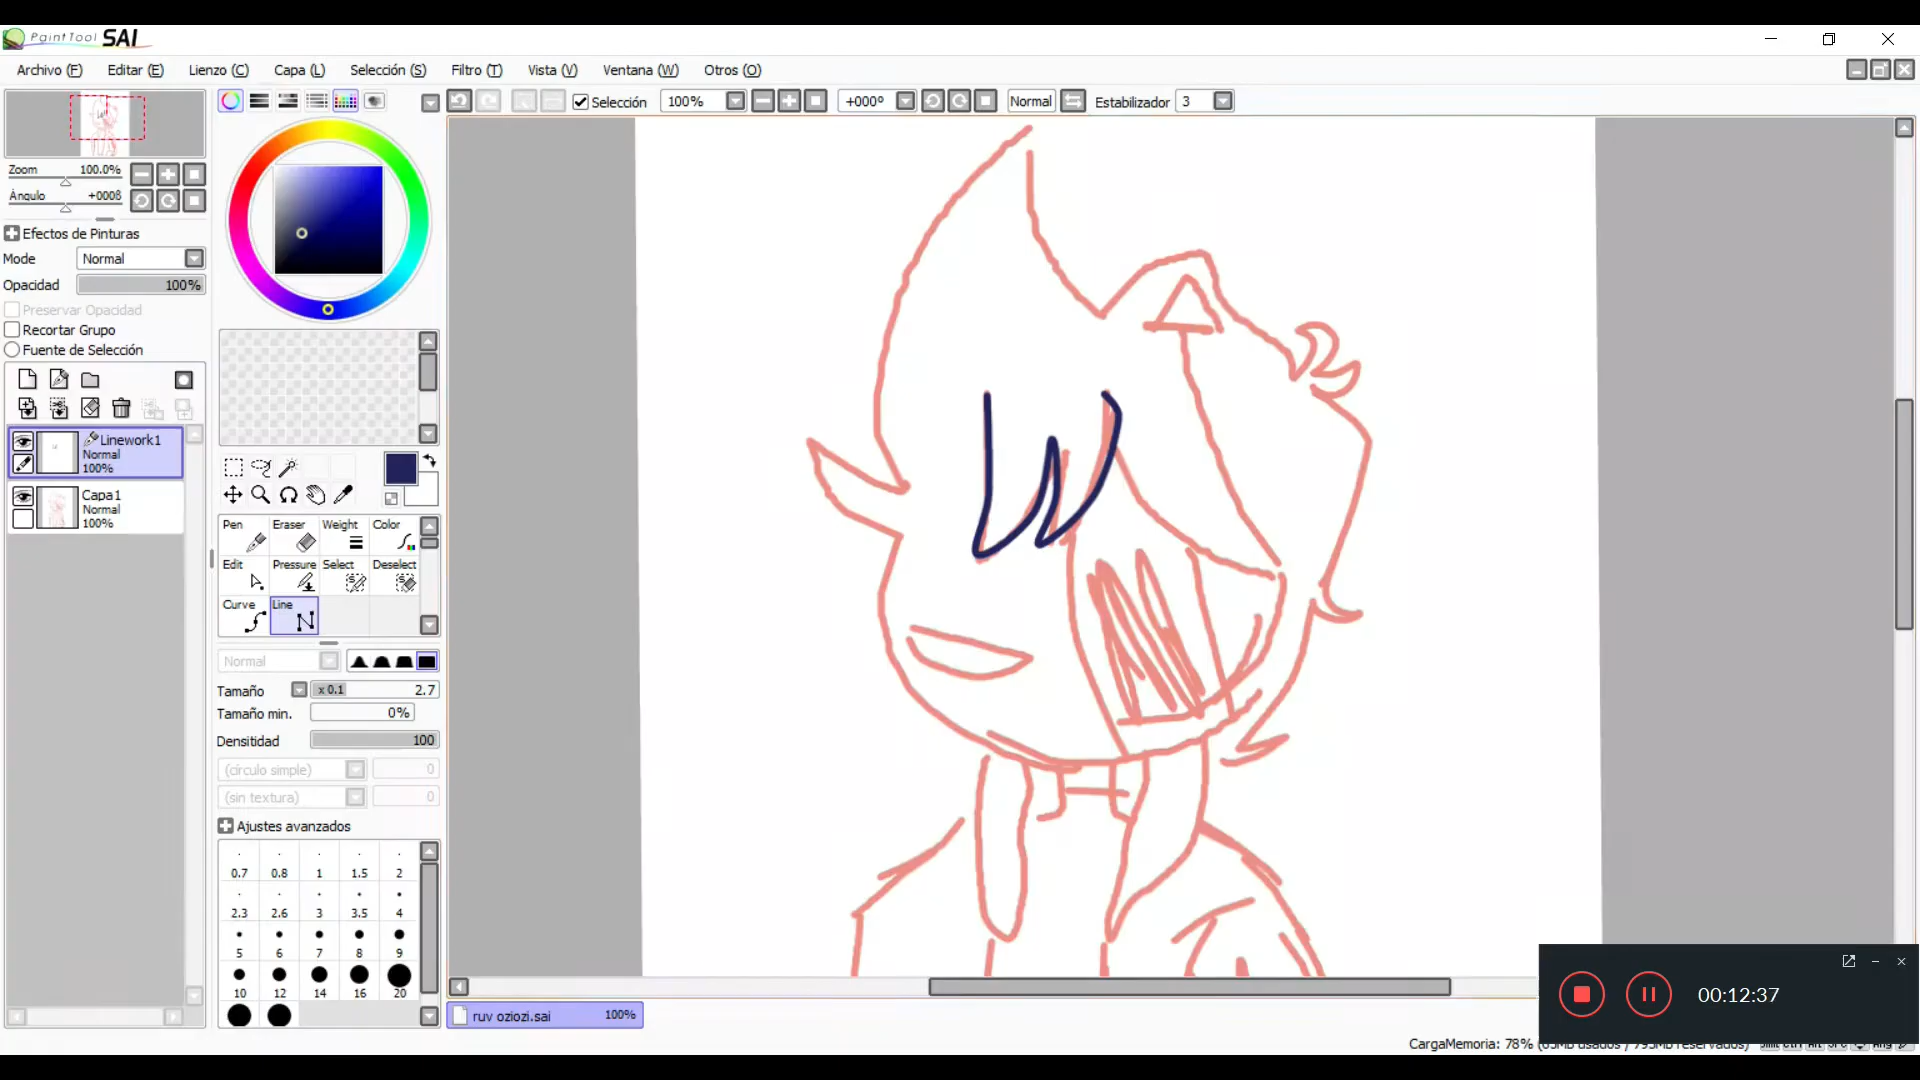 PaintTool SAI
Archivo (F) Editar (E) Lienzo (C) Capa (L) Selección (S) Filtro (T) Vista (V) Ventana (W) Otros (O)
Selección 100% +000º Normal Estabilizador 3
Zoom 100.0%
Ángulo +000ß
Efectos de Pinturas
Mode Normal
Opacidad 100%
Preservar Opacidad
Recortar Grupo
Fuente de Selección
Linework1
Normal
100%
Capa1
Normal
100%
Pen Eraser Weight Color
Edit Pressure Select Deselect
Curve Line
Normal
Tamaño x 0.1 2.7
Tamaño min. 0%
Densitidad 100
(círculo simple) 0
(sin textura) 0
Ajustes avanzados
0.7 0.8 1 1.5 2
2.3 2.6 3 3.5 4
5 6 7 8 9
10 12 14 16 20
ruv oziozi.sai 100%
00:12:37
CargaMemoria: 78%